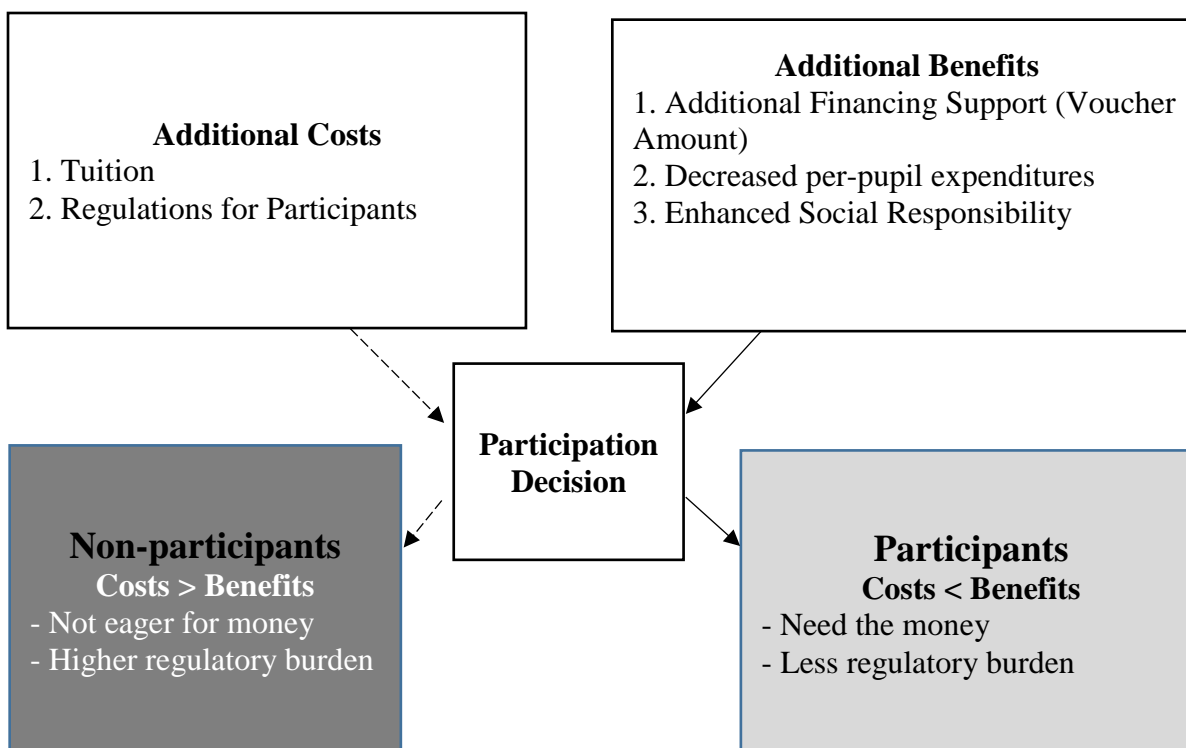 Additional Costs
1. Tuition
2. Regulations for Participants
Additional Benefits
1. Additional Financing Support (Voucher
Amount)
2. Decreased per-pupil expenditures
3. Enhanced Social Responsibility
Participation
Decision
Non-participants
Costs > Benefits
- Not eager for money
- Higher regulatory burden
Participants
Costs < Benefits
- Need the money
- Less regulatory burden